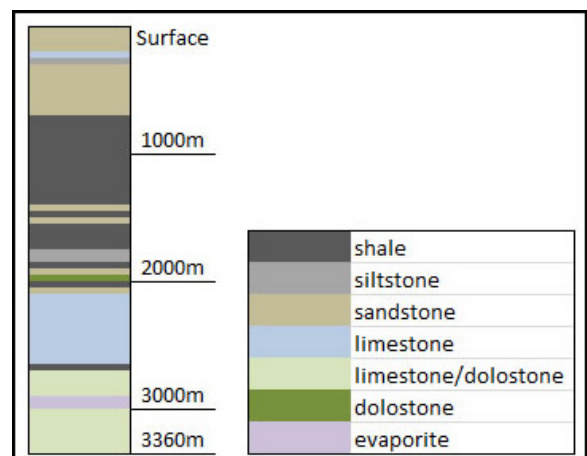 Surface
1000m
2000m
3000m
3360m
shale
siltstone
sandstone
limestone
limestone/dolostone
dolostone
evaporite